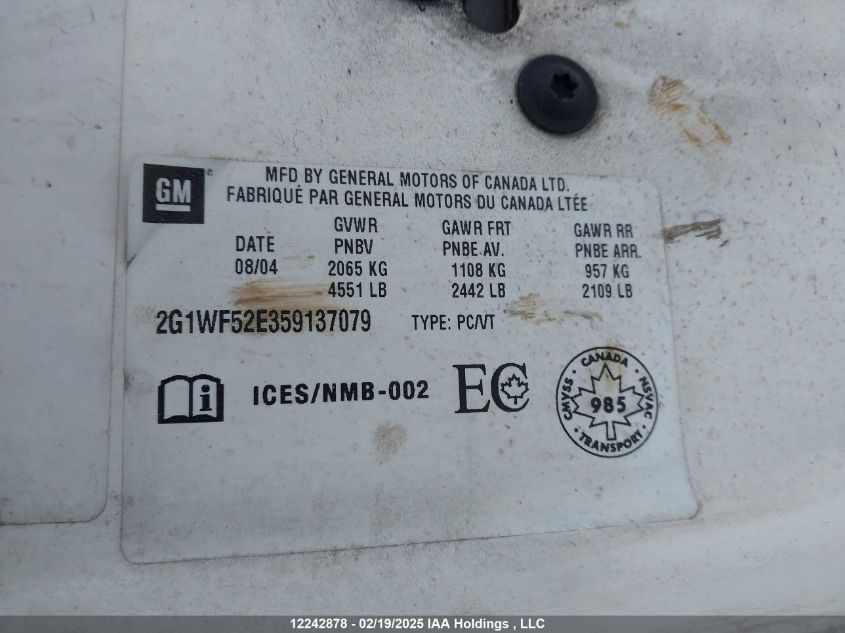 GM
MFD BY GENERAL MOTORS OF CANADA LTD.
FABRIQUÉ PAR GENERAL MOTORS DU CANADA LTÉE
GVWR GAWR FRT GAWR RR
DATE PNBV PNBE AV. PNBE ARR.
08/04 2065 KG 1108 KG 957 KG
4551 LB 2442 LB 2109 LB
2G1WF52E359137079 TYPE: PC/VT
i ICES/NMB-002 EC
CANADA
CMVSS 985 NSVAC
TRANSPORT
12242878 - 02/19/2025 IAA Holdings , LLC